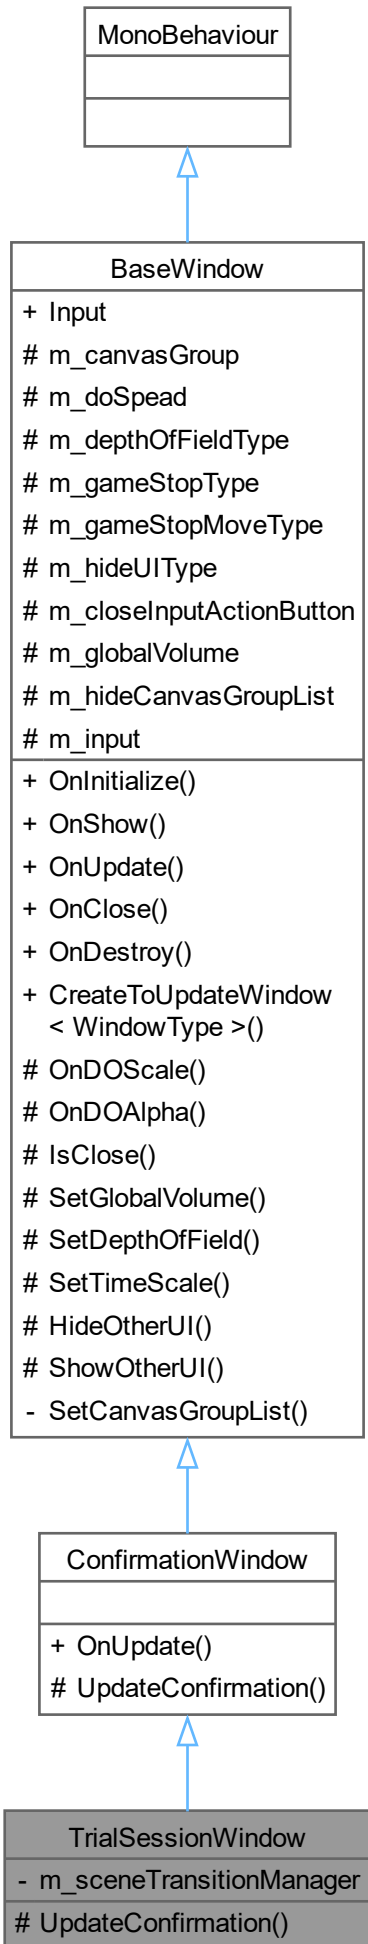 MonoBehaviour
BaseWindow
+ Input
# m_canvasGroup
# m_doSpead
# m_depthOfFieldType
# m_gameStopType
# m_gameStopMoveType
# m_hideUIType
# m_closeInputActionButton
# m_globalVolume
# m_hideCanvasGroupList
# m_input
+ OnInitialize()
+ OnShow()
+ OnUpdate()
+ OnClose()
+ OnDestroy()
+ CreateToUpdateWindow
< WindowType >()
# OnDOScale()
# OnDOAlpha()
# IsClose()
# SetGlobalVolume()
# SetDepthOfField()
# SetTimeScale()
# HideOtherUI()
# ShowOtherUI()
- SetCanvasGroupList()
ConfirmationWindow
+ OnUpdate()
# UpdateConfirmation()
TrialSessionWindow
- m_sceneTransitionManager
# UpdateConfirmation()